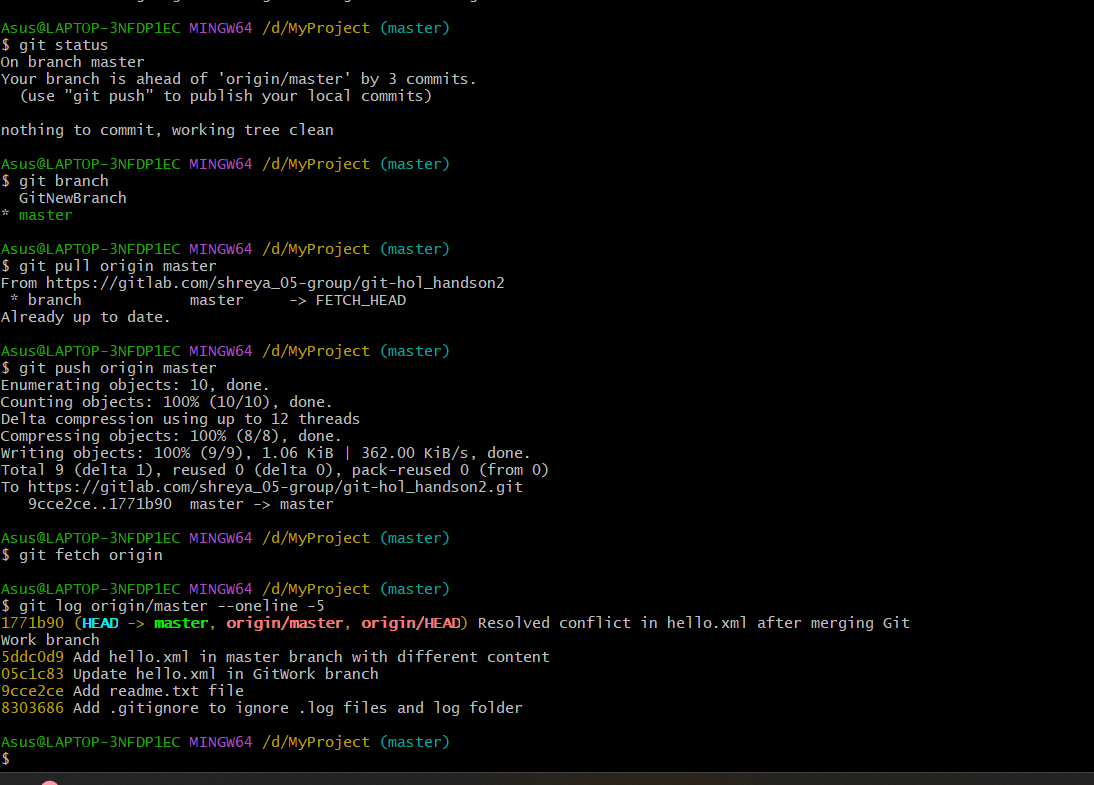 Asus@LAPTOP-3NFDP1EC MINGW64 /d/MyProject (master)
$ git status
On branch master
Your branch is ahead of 'origin/master' by 3 commits.
  (use "git push" to publish your local commits)

nothing to commit, working tree clean

Asus@LAPTOP-3NFDP1EC MINGW64 /d/MyProject (master)
$ git branch
  GitNewBranch
* master

Asus@LAPTOP-3NFDP1EC MINGW64 /d/MyProject (master)
$ git pull origin master
From https://gitlab.com/shreya_05-group/git-hol_handson2
 * branch            master     -> FETCH_HEAD
Already up to date.

Asus@LAPTOP-3NFDP1EC MINGW64 /d/MyProject (master)
$ git push origin master
Enumerating objects: 10, done.
Counting objects: 100% (10/10), done.
Delta compression using up to 12 threads
Compressing objects: 100% (8/8), done.
Writing objects: 100% (9/9), 1.06 KiB | 362.00 KiB/s, done.
Total 9 (delta 1), reused 0 (delta 0), pack-reused 0 (from 0)
To https://gitlab.com/shreya_05-group/git-hol_handson2.git
   9cce2ce..1771b90  master -> master

Asus@LAPTOP-3NFDP1EC MINGW64 /d/MyProject (master)
$ git fetch origin

Asus@LAPTOP-3NFDP1EC MINGW64 /d/MyProject (master)
$ git log origin/master --oneline -5
1771b90 (HEAD -> master, origin/master, origin/HEAD) Resolved conflict in hello.xml after merging Git
Work branch
5ddc0d9 Add hello.xml in master branch with different content
05c1c83 Update hello.xml in GitWork branch
9cce2ce Add readme.txt file
8303686 Add .gitignore to ignore .log files and log folder

Asus@LAPTOP-3NFDP1EC MINGW64 /d/MyProject (master)
$